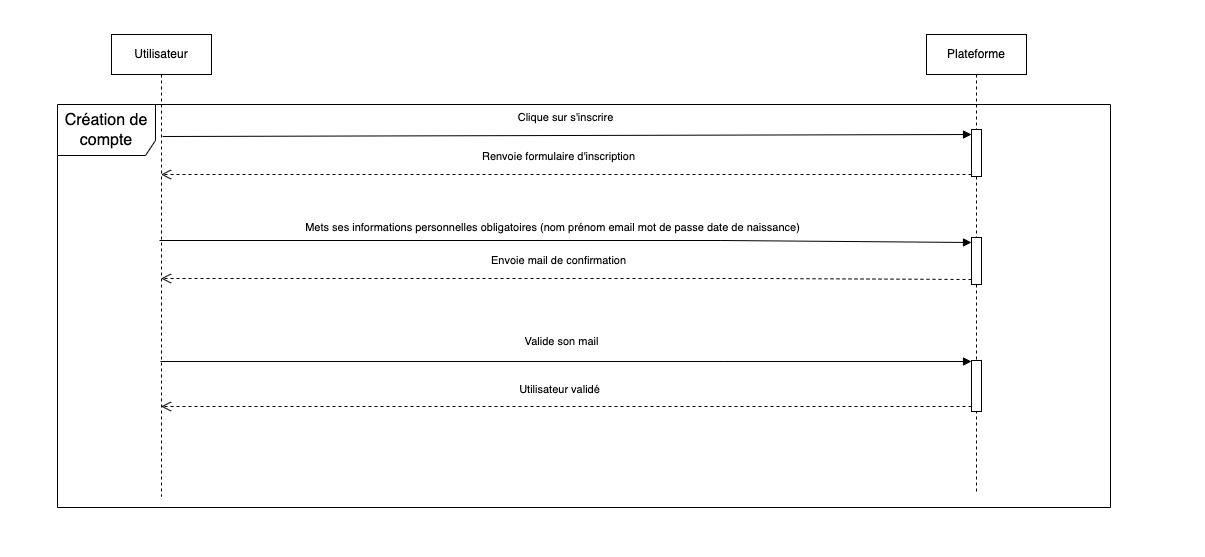 Utilisateur
Plateforme
Création de
compte
Clique sur s'inscrire
Renvoie formulaire d'inscription
Mets ses informations personnelles obligatoires (nom prénom email mot de passe date de naissance)
Envoie mail de confirmation
Valide son mail
Utilisateur validé